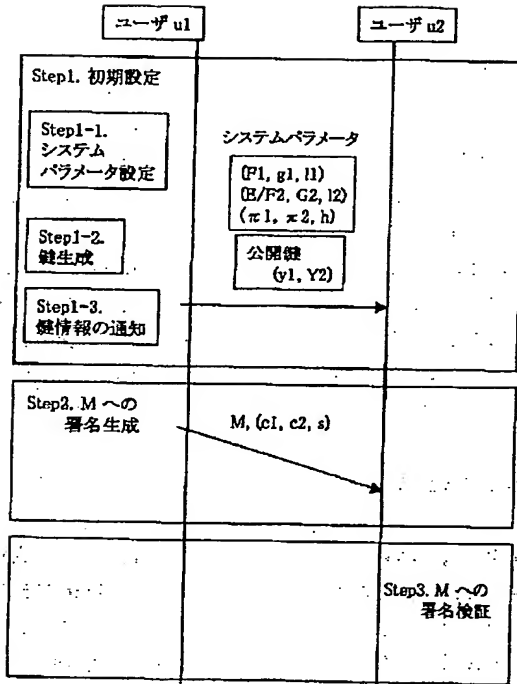 ユーザ u1
ユーザ u2
Step1. 初期設定
Step1-1.
システム
パラメータ設定
システムパラメータ
(F1, g1, l1)
(E/F2, G2, l2)
(π1, π2, h)
Step1-2.
鍵生成
公開鍵
(y1, Y2)
Step1-3.
鍵情報の通知
Step2. M への
署名生成
M, (c1, c2, s)
Step3. M への
署名検証